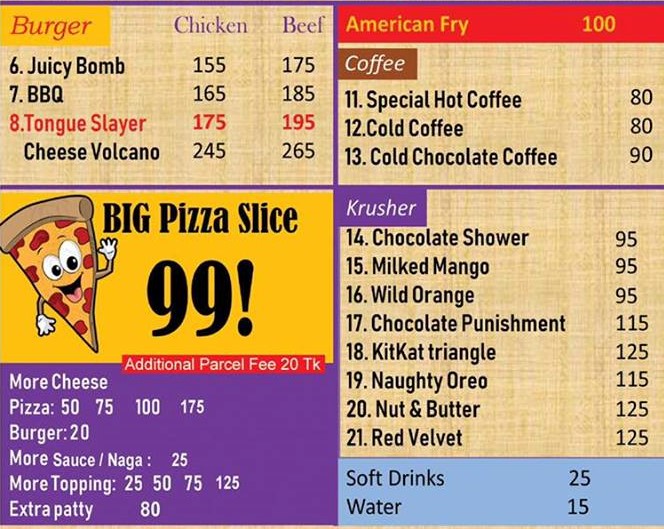 Burger Chicken Beef
6. Juicy Bomb 155 175
7. BBQ 165 185
8.Tongue Slayer 175 195
Cheese Volcano 245 265
BIG Pizza Slice
99!
Additional Parcel Fee 20 Tk
More Cheese
Pizza: 50 75 100 175
Burger: 20
More Sauce / Naga : 25
More Topping: 25 50 75 125
Extra patty 80
American Fry 100
Coffee
11. Special Hot Coffee 80
12.Cold Coffee 80
13. Cold Chocolate Coffee 90
Krusher
14. Chocolate Shower 95
15. Milked Mango 95
16. Wild Orange 95
17. Chocolate Punishment 115
18. KitKat triangle 125
19. Naughty Oreo 115
20. Nut & Butter 125
21. Red Velvet 125
Soft Drinks 25
Water 15